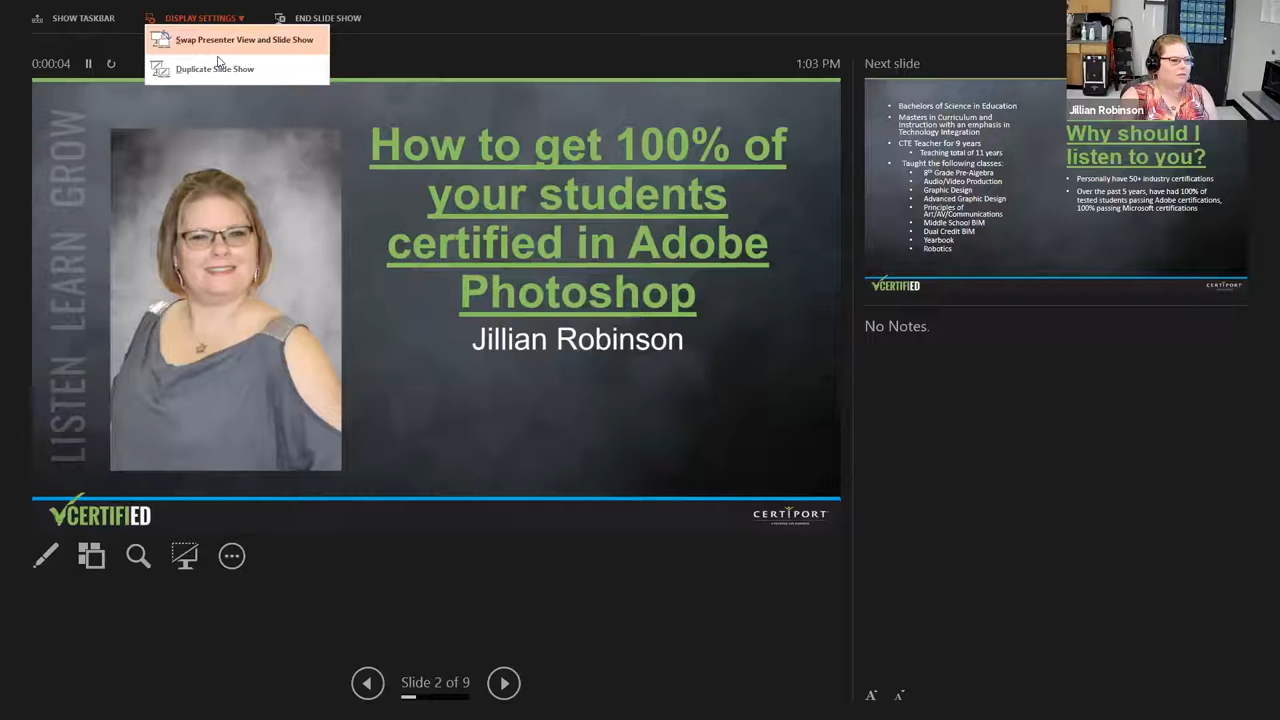 SHOW TASKBAR
DISPLAY SETTINGS ▼
END SLIDE SHOW
Swap Presenter View and Slide Show
Duplicate Slide Show
0:00:04
1:03 PM
LISTEN LEARN GROW
How to get 100% of
your students
certified in Adobe
Photoshop
Jillian Robinson
CERTIFIED
CERTIPORT
Slide 2 of 9
Next slide
Jillian Robinson
• Bachelors of Science in Education
• Masters in Curriculum and
Instruction with an emphasis in
Technology Integration
• CTE Teacher for 9 years
• Teaching total of 11 years
• Taught the following classes:
• 8th Grade Pre-Algebra
• Audio/Video Production
• Graphic Design
• Advanced Graphic Design
• Principles of
Art/AV/Communications
• Middle School BIM
• Dual Credit BIM
• Yearbook
• Robotics
Why should I
listen to you?
• Personally have 50+ industry certifications
• Over the past 5 years, have had 100% of
tested students passing Adobe certifications,
100% passing Microsoft certifications
CERTIFIED
CERTIPORT
No Notes.
A A